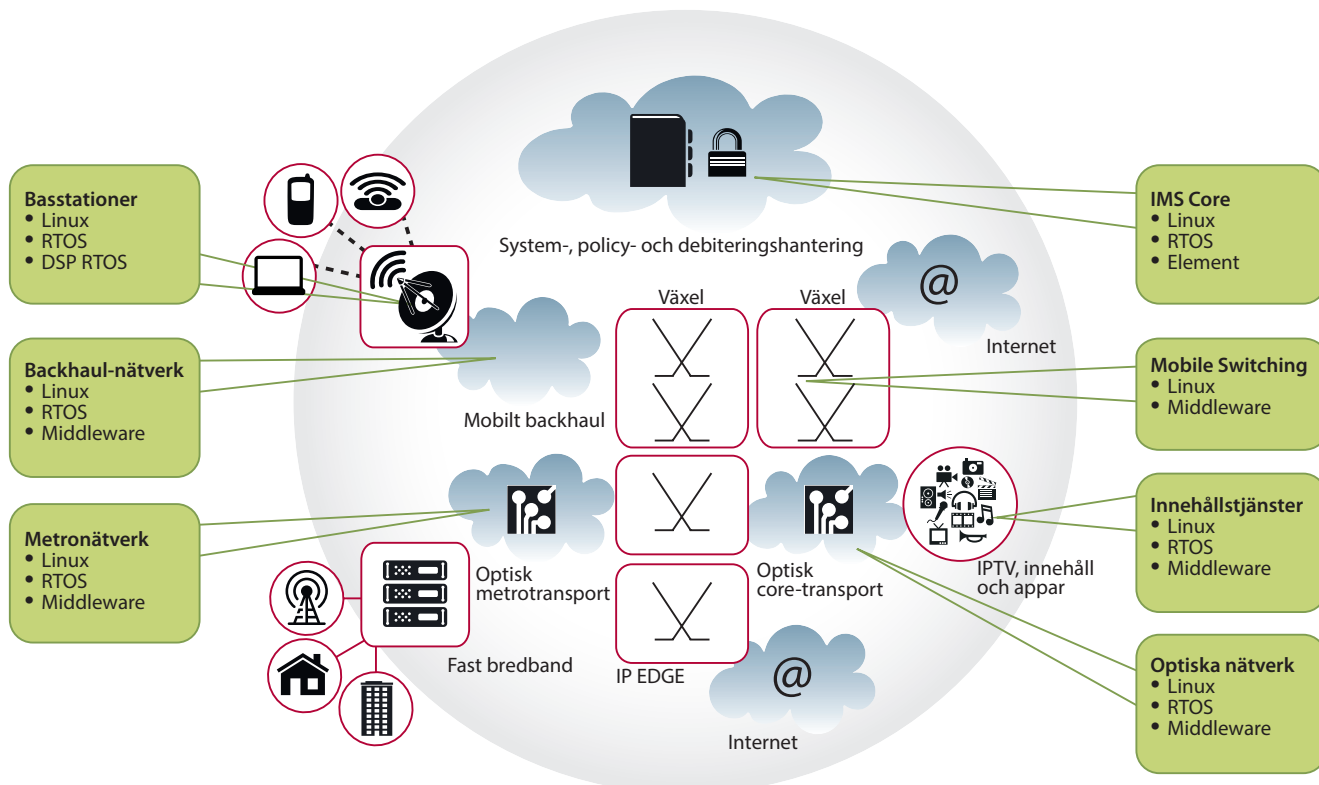 Basstationer
• Linux
• RTOS
• DSP RTOS
Backhaul-nätverk
• Linux
• RTOS
• Middleware
Metronätverk
• Linux
• RTOS
• Middleware
System-, policy- och debiteringshantering
@
Internet
Växel
Växel
Mobilt backhaul
Optisk
metrotransport
Optisk
core-transport
IPTV, innehåll
och appar
Fast bredband
IP EDGE
@
Internet
IMS Core
• Linux
• RTOS
• Element
Mobile Switching
• Linux
• Middleware
Innehållstjänster
• Linux
• RTOS
• Middleware
Optiska nätverk
• Linux
• RTOS
• Middleware